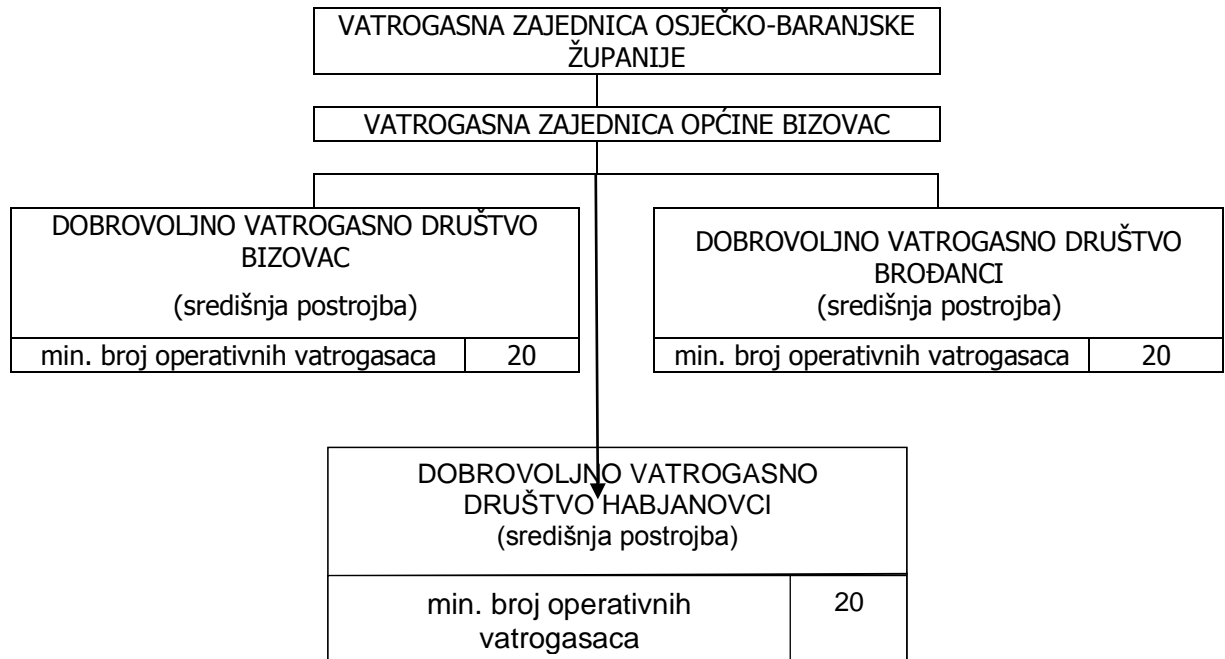 VATROGASNA ZAJEDNICA OSJEČKO-BARANJSKE
ŽUPANIJE
VATROGASNA ZAJEDNICA OPĆINE BIZOVAC
DOBROVOLJNO VATROGASNO DRUŠTVO
BIZOVAC
(središnja postrojba)
min. broj operativnih vatrogasaca 20
DOBROVOLJNO VATROGASNO DRUŠTVO
BROĐANCI
(središnja postrojba)
min. broj operativnih vatrogasaca 20
DOBROVOLJNO VATROGASNO
DRUŠTVO HABJANOVCI
(središnja postrojba)
min. broj operativnih 20
vatrogasaca